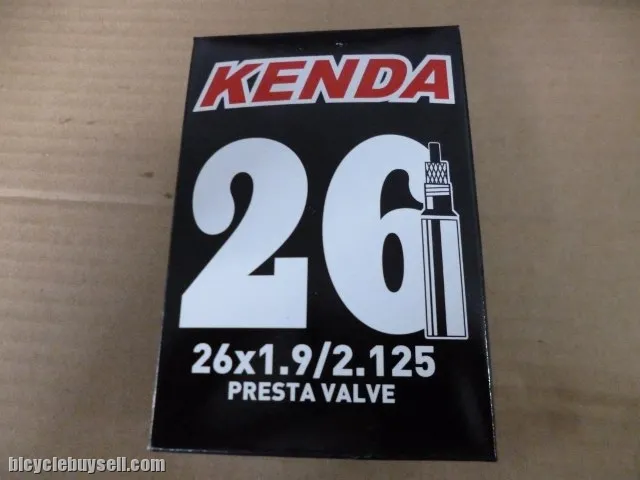 KENDA
26
26x1.9/2.125
PRESTA VALVE
bicyclebuysell.com